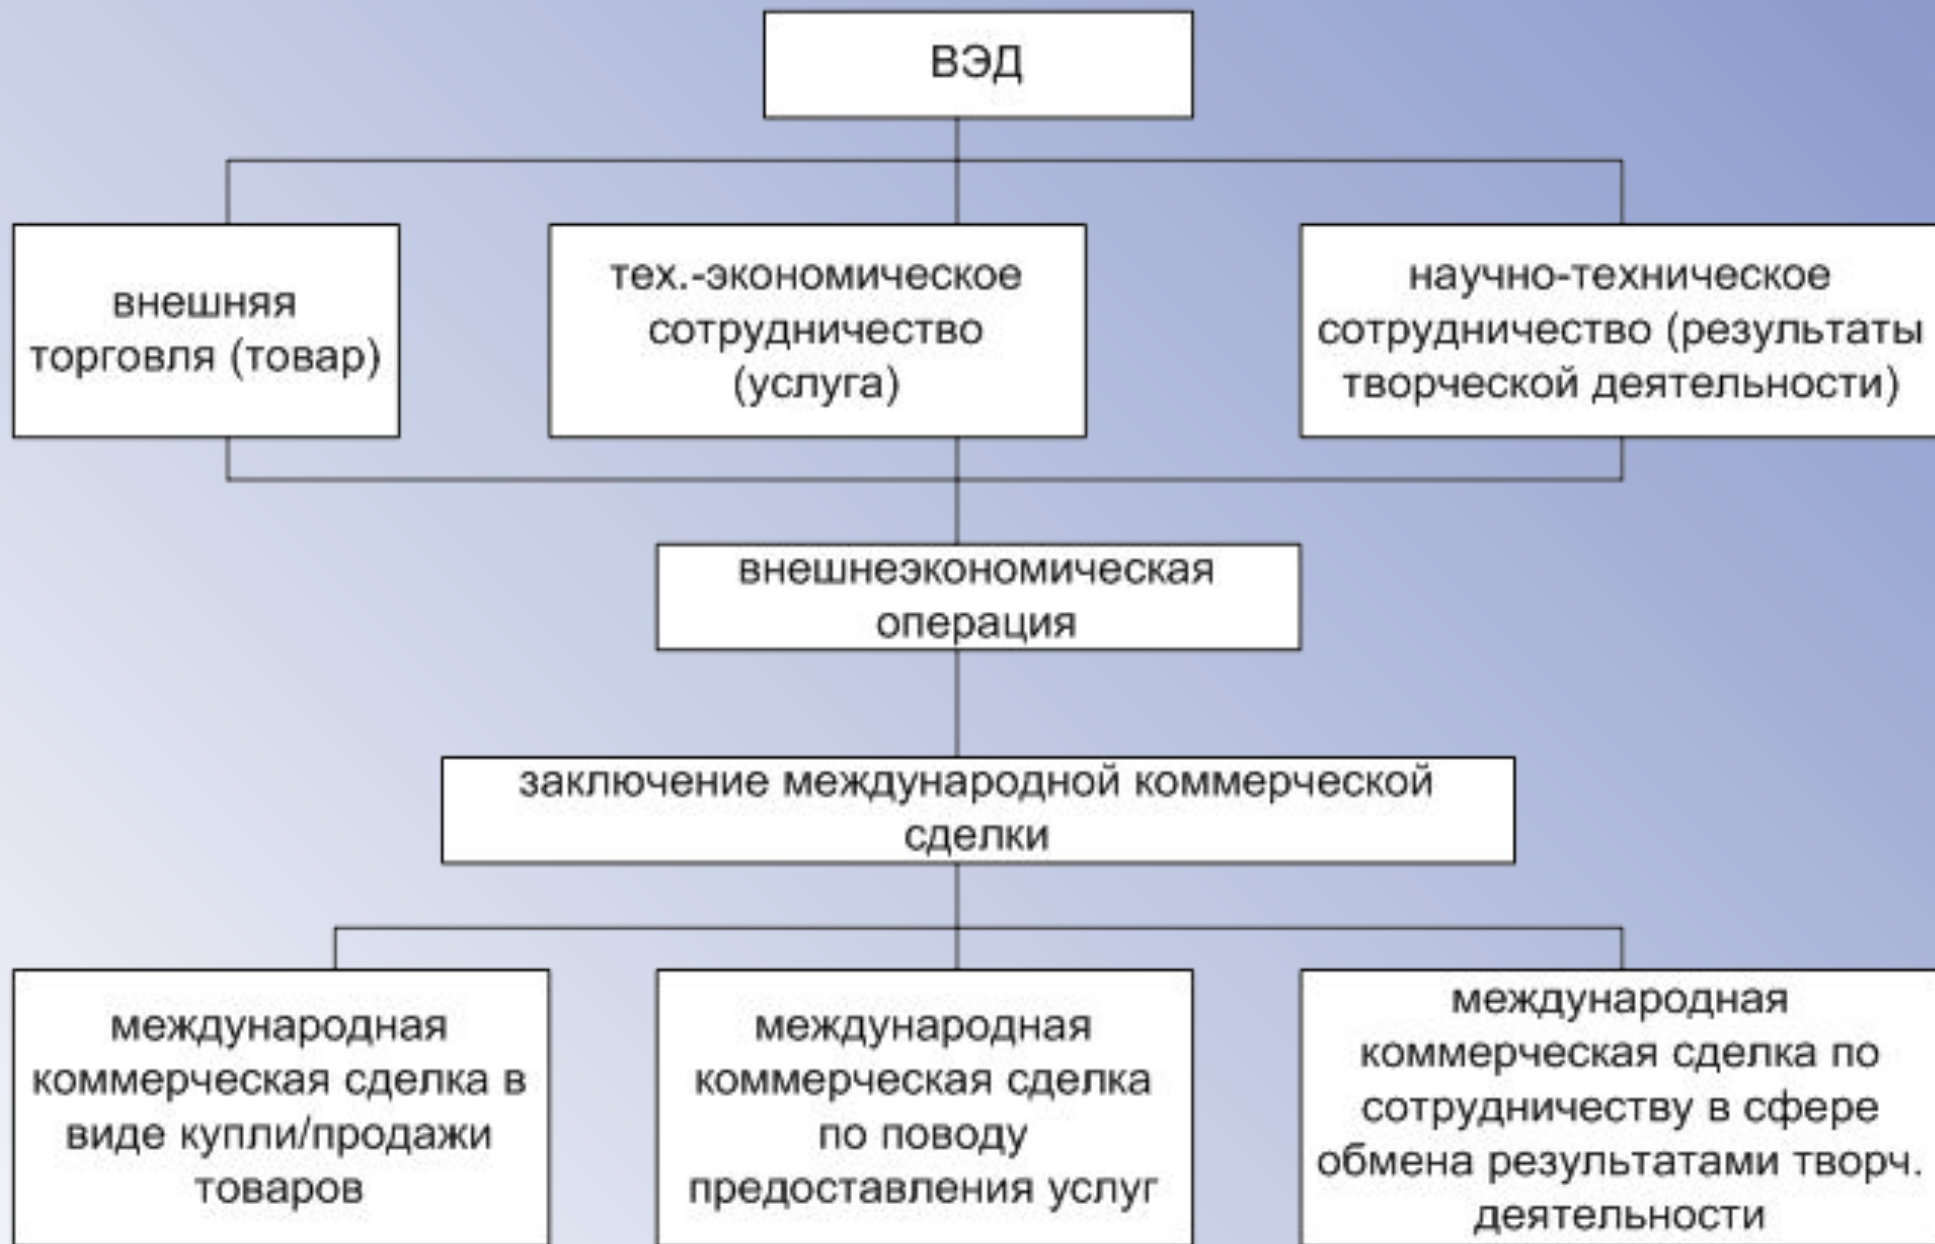 ВЭД
внешняя
торговля (товар)
тех.-экономическое
сотрудничество
(услуга)
научно-техническое
сотрудничество (результаты
творческой деятельности)
внешнеэкономическая
операция
заключение международной коммерческой
сделки
международная
коммерческая сделка в
виде купли/продажи
товаров
международная
коммерческая сделка
по поводу
предоставления услуг
международная
коммерческая сделка по
сотрудничеству в сфере
обмена результатами творч.
деятельности